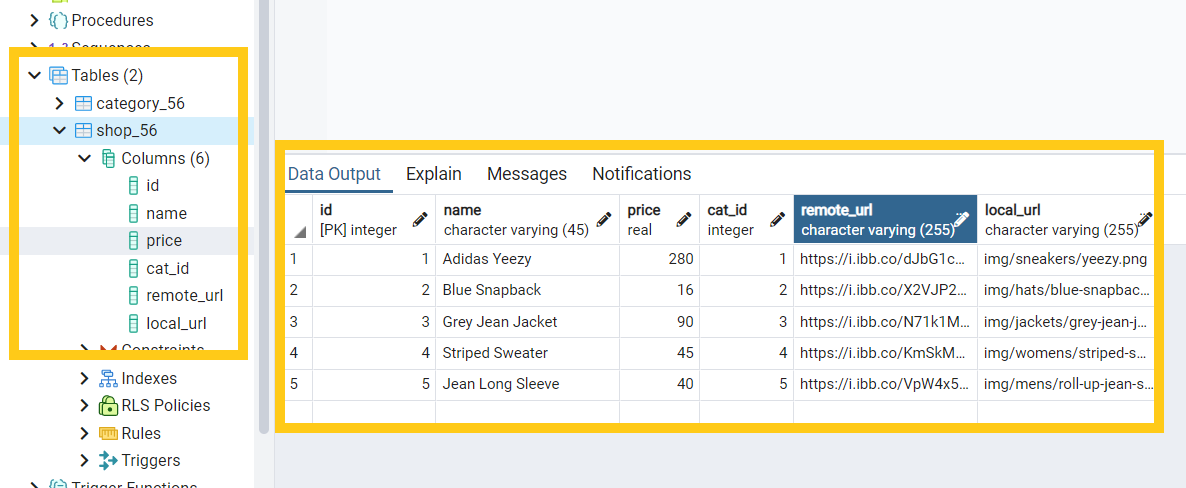 Procedures
Sequences
Tables (2)
category_56
shop_56
Columns (6)
id
name
price
cat_id
remote_url
local_url
Constraints
Indexes
RLS Policies
Rules
Triggers
Trigger Functions
Data Output Explain Messages Notifications
id name price cat_id remote_url local_url
[PK] integer character varying (45) real integer character varying (255) character varying (255)
1 1 Adidas Yeezy 280 1 https://i.ibb.co/dJbG1c... img/sneakers/yeezy.png
2 2 Blue Snapback 16 2 https://i.ibb.co/X2VJP2... img/hats/blue-snapbac...
3 3 Grey Jean Jacket 90 3 https://i.ibb.co/N71k1M... img/jackets/grey-jean-j...
4 4 Striped Sweater 45 4 https://i.ibb.co/KmSkM... img/womens/striped-s...
5 5 Jean Long Sleeve 40 5 https://i.ibb.co/VpW4x5... img/mens/roll-up-jean-s...